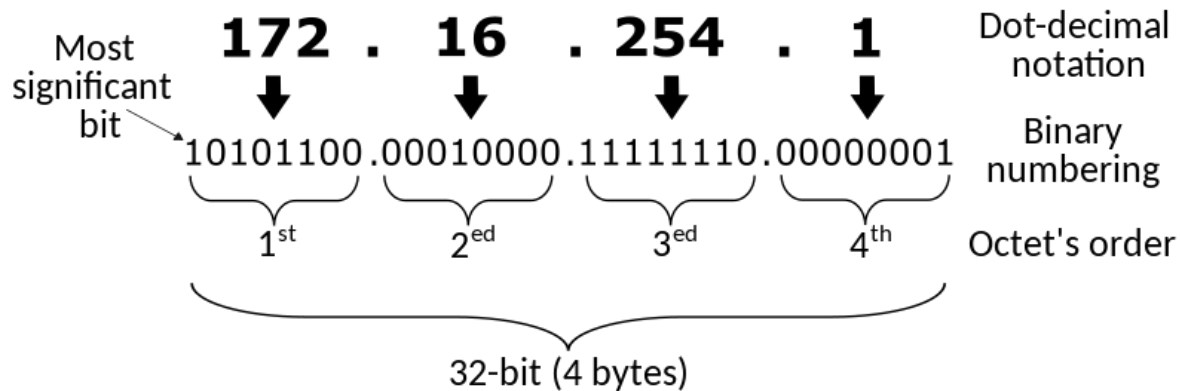 172 . 16 . 254 . 1
Dot-decimal
notation
Most
significant
bit
10101100.00010000.11111110.00000001
Binary
numbering
1st 2ed 3ed 4th
Octet's order
32-bit (4 bytes)